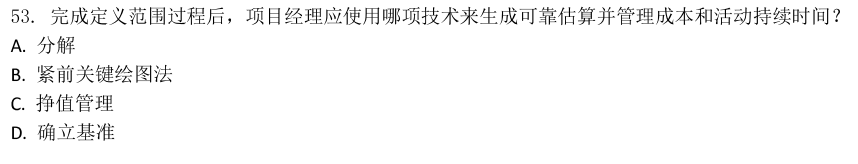 53. 完成定义范围过程后，项目经理应使用哪项技术来生成可靠估算并管理成本和活动持续时间？
A. 分解
B. 紧前关键绘图法
C. 挣值管理
D. 确立基准